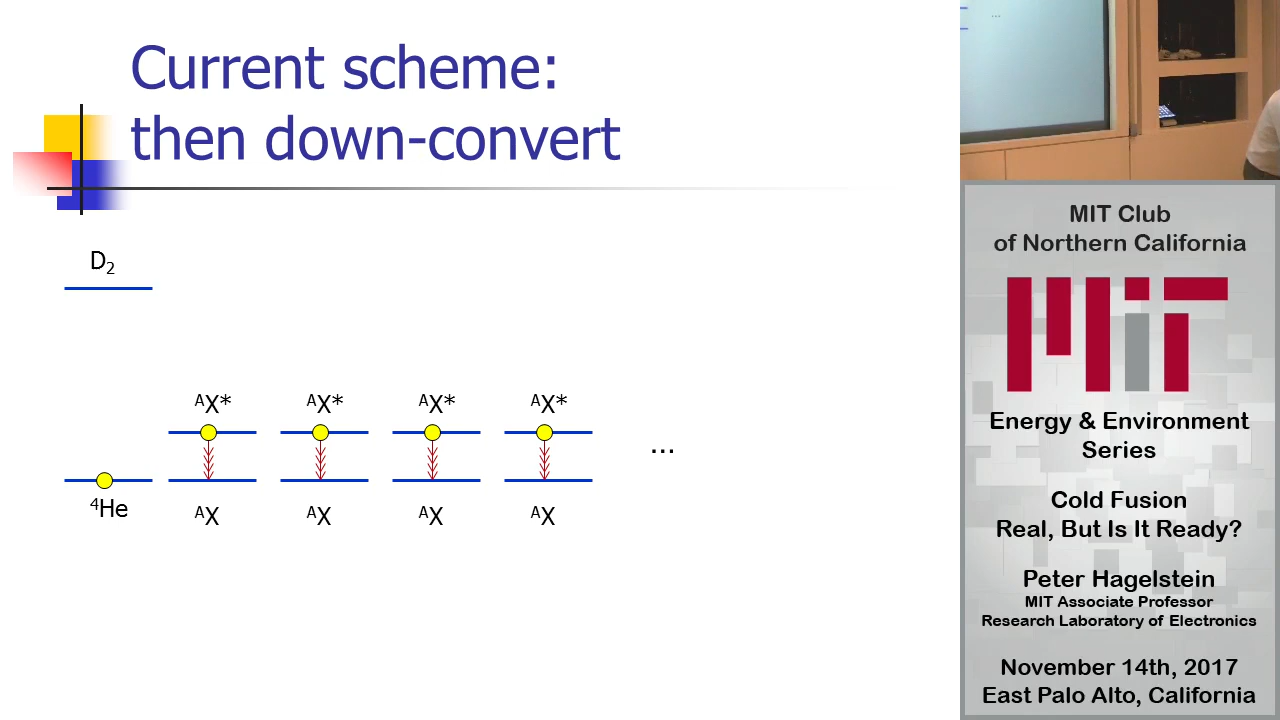 Current scheme:
then down-convert
D₂
ᴬX* ᴬX* ᴬX* ᴬX*
...
⁴He
ᴬX ᴬX ᴬX ᴬX
...
MIT Club
of Northern California
MIT
Energy & Environment
Series
Cold Fusion
Real, But Is It Ready?
Peter Hagelstein
MIT Associate Professor
Research Laboratory of Electronics
November 14th, 2017
East Palo Alto, California